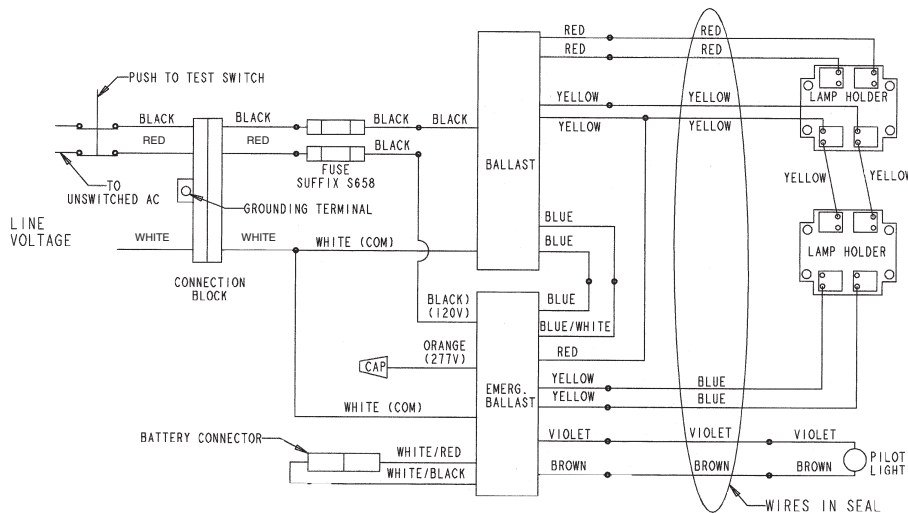 RED RED
RED RED
PUSH TO TEST SWITCH
LAMP HOLDER
YELLOW YELLOW
BLACK BLACK BLACK BLACK
YELLOW YELLOW
RED RED BLACK
BALLAST
FUSE
SUFFIX S658
YELLOW YELLOW
TO
UNSWITCHED AC
GROUNDING TERMINAL
LINE
VOLTAGE
BLUE
WHITE WHITE WHITE (COM)
BLUE
LAMP HOLDER
CONNECTION
BLOCK
BLACK)
(120V)
BLUE
BLUE/WHITE
ORANGE
(277V)
RED
CAP
EMERG.
BALLAST
YELLOW BLUE
YELLOW BLUE
WHITE (COM)
BATTERY CONNECTOR
VIOLET VIOLET VIOLET
WHITE/RED
WHITE/BLACK
BROWN BROWN BROWN
PILOT
LIGHT
WIRES IN SEAL